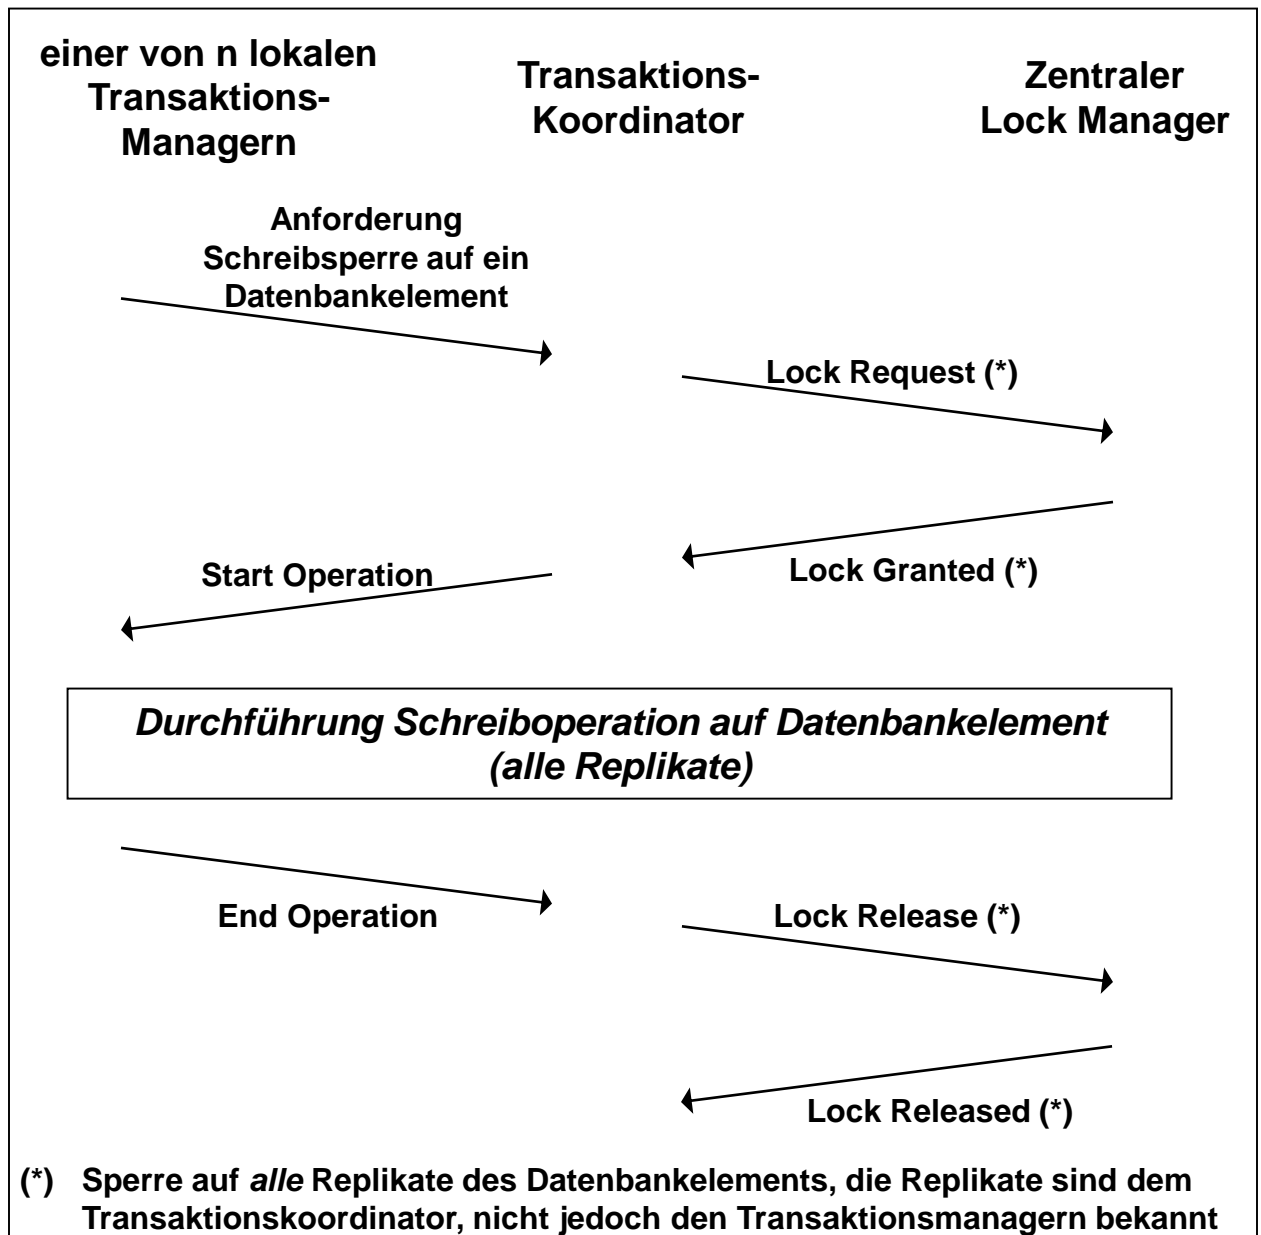 einer von n lokalen
Transaktions-
Managern
Transaktions-
Koordinator
Zentraler
Lock Manager
Anforderung
Schreibsperre auf ein
Datenbankelement
Lock Request (*)
Lock Granted (*)
Start Operation
Durchführung Schreiboperation auf Datenbankelement
(alle Replikate)
End Operation
Lock Release (*)
Lock Released (*)
(*) Sperre auf alle Replikate des Datenbankelements, die Replikate sind dem
Transaktionskoordinator, nicht jedoch den Transaktionsmanagern bekannt